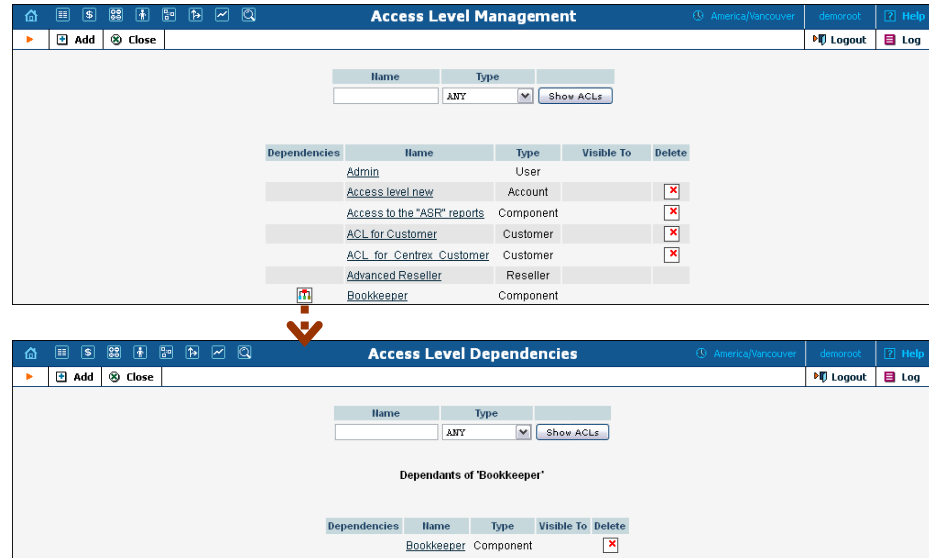 Access Level Management America/Vancouver demoroot Help
Add Close Logout Log
Name Type
ANY Show ACLs
Dependencies Name Type Visible To Delete
Admin User
Access level new Account
Access to the "ASR" reports Component
ACL for Customer Customer
ACL_for_Centrex_Customer Customer
Advanced Reseller Reseller
Bookkeeper Component
Access Level Dependencies America/Vancouver demoroot Help
Add Close Logout Log
Name Type
ANY Show ACLs
Dependants of 'Bookkeeper'
Dependencies Name Type Visible To Delete
Bookkeeper Component